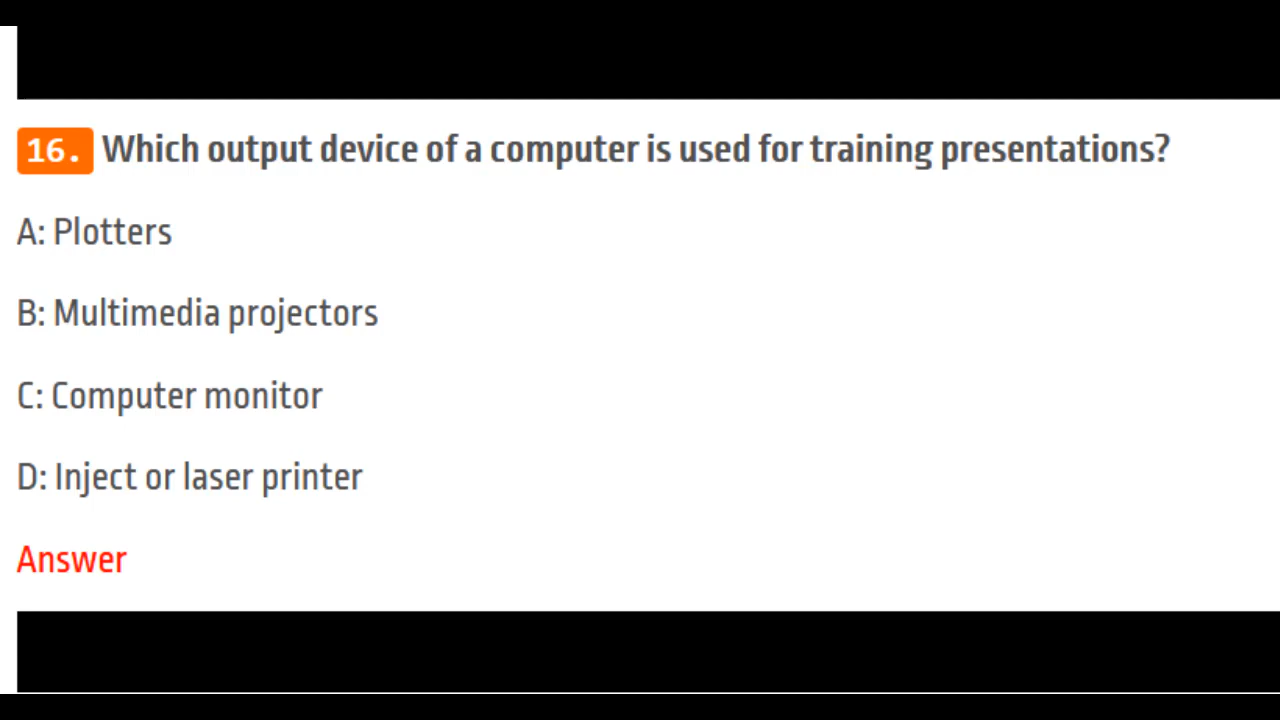 16. Which output device of a computer is used for training presentations?
A: Plotters
B: Multimedia projectors
C: Computer monitor
D: Inject or laser printer
Answer